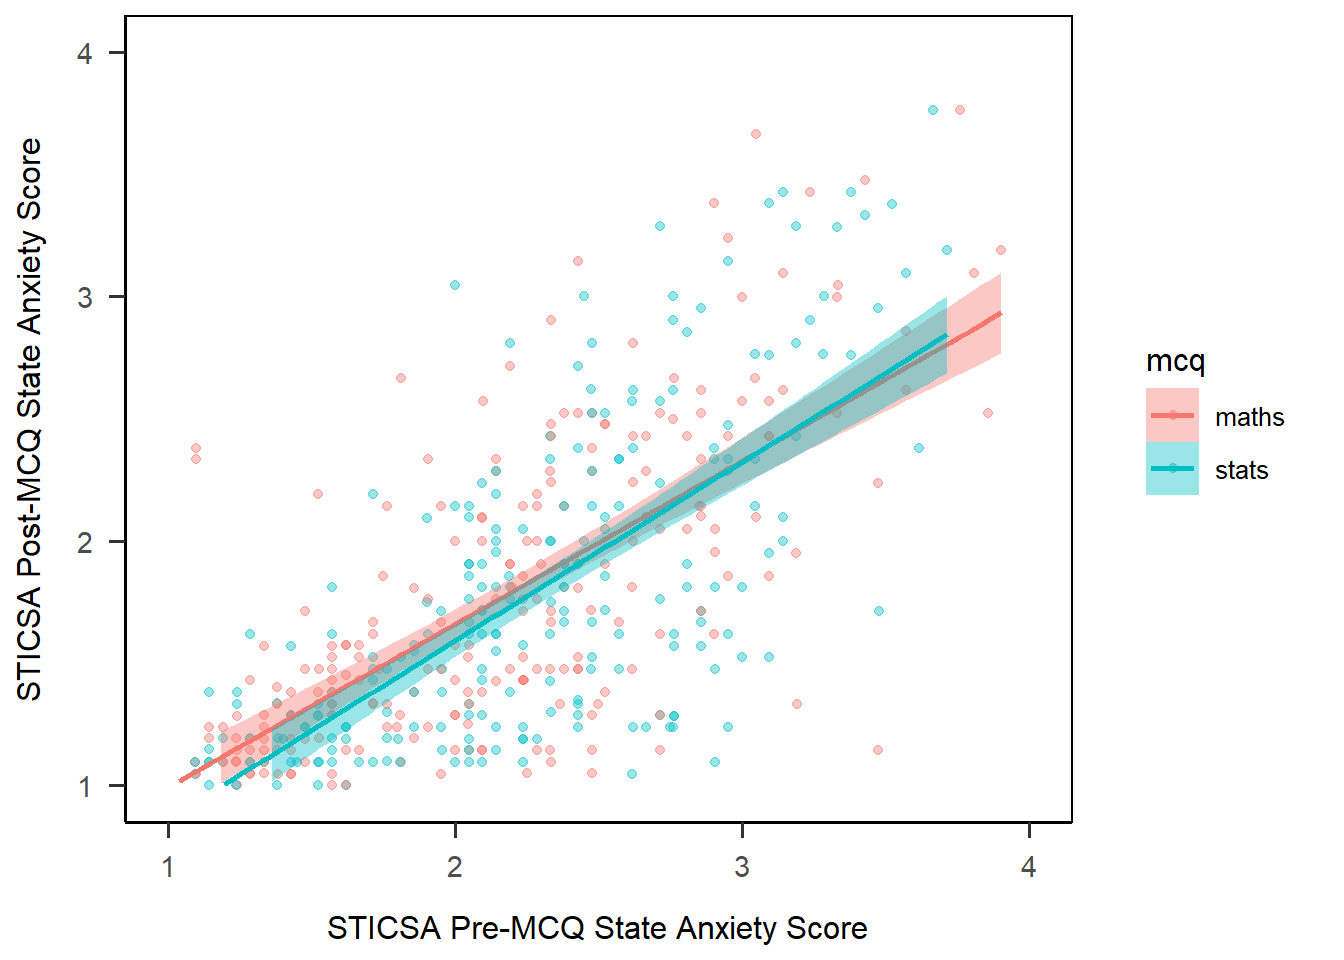 4
3
2
1
STICSA Post-MCQ State Anxiety Score
1
2
3
4
STICSA Pre-MCQ State Anxiety Score
mcq
maths
stats